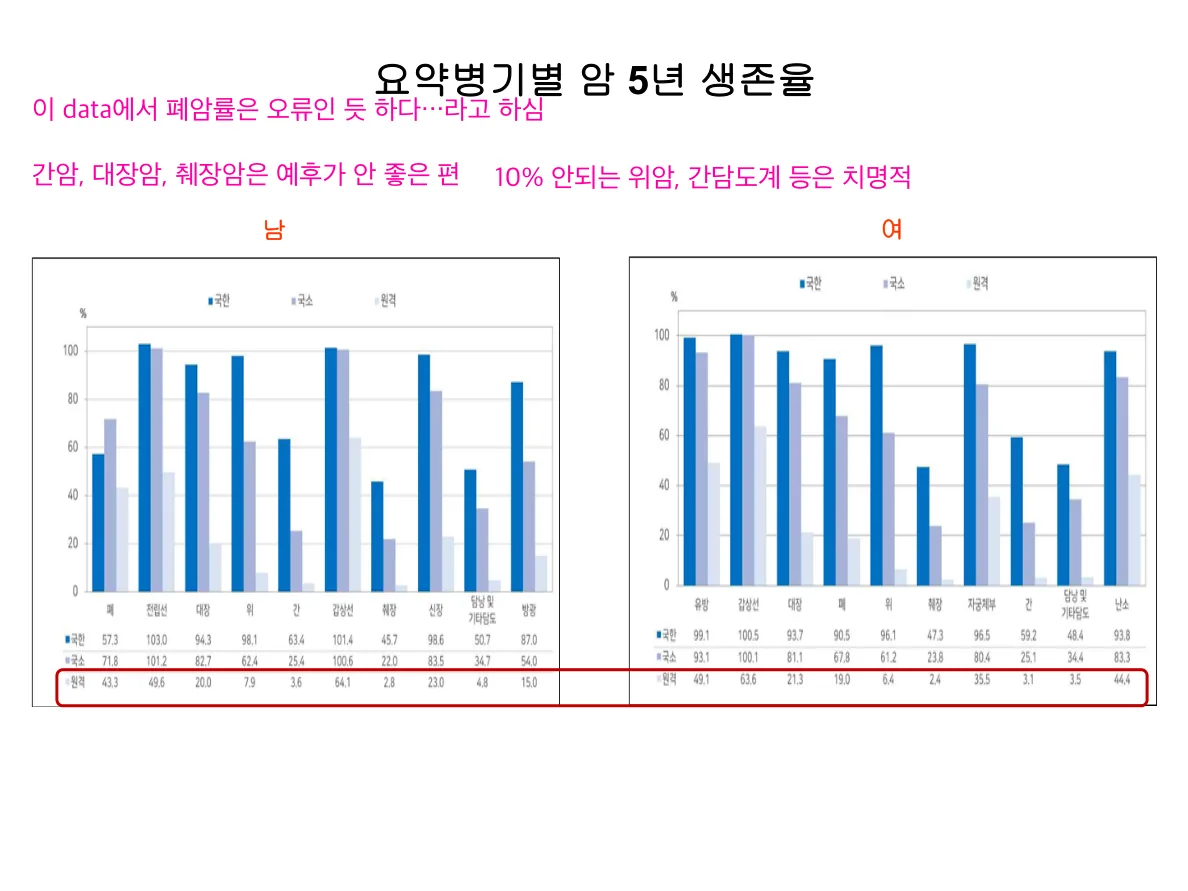 요약병기별 암 5년 생존율
이 data에서 폐암률은 오류인 듯 하다…라고 하심
간암, 대장암, 췌장암은 예후가 안 좋은 편
10% 안되는 위암, 간담도계 등은 치명적
남
국한 국소 원격
%
100
80
60
40
20
0
폐 전립선 대장 위 간 갑상선 췌장 신장 담낭 및 기타담도 방광
국한 57.3 103.0 94.3 98.1 63.4 101.4 45.7 98.6 50.7 87.0
국소 71.8 101.2 82.7 62.4 25.4 100.6 22.0 83.5 34.7 54.0
원격 43.3 49.6 20.0 7.9 3.6 64.1 2.8 23.0 4.8 15.0
여
국한 국소 원격
%
100
80
60
40
20
0
유방 갑상선 대장 폐 위 췌장 자궁체부 간 담낭 및 기타담도 난소
국한 99.1 100.5 93.7 90.5 96.1 47.3 96.5 59.2 48.4 93.8
국소 93.1 100.1 81.1 67.8 61.2 23.8 80.4 25.1 34.4 83.3
원격 49.1 63.6 21.3 19.0 6.4 2.4 35.5 3.1 3.5 44.4